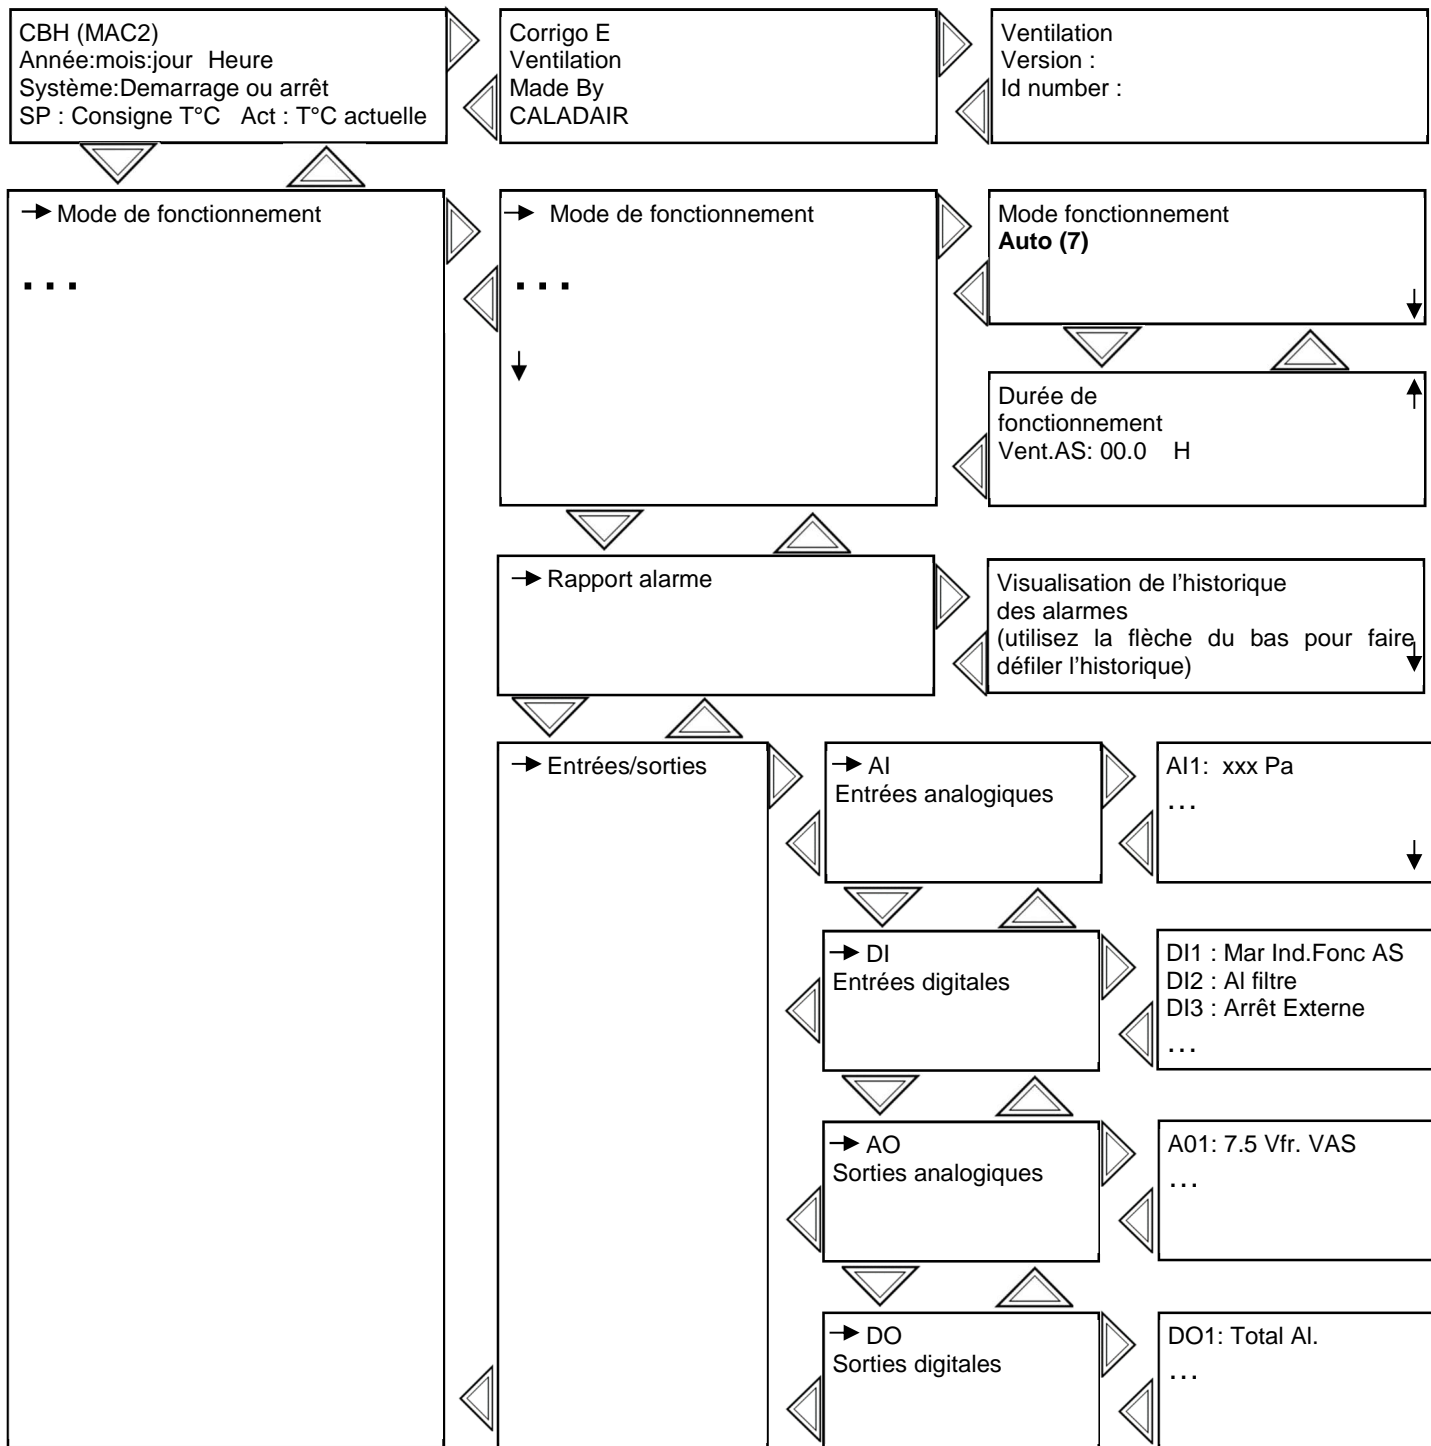 CBH (MAC2)
Année:mois:jour Heure
Système:Demarrage ou arrêt
SP : Consigne T°C Act : T°C actuelle
Corrigo E
Ventilation
Made By
CALADAIR
Ventilation
Version :
Id number :
Mode de fonctionnement
...
Mode de fonctionnement
...
Mode fonctionnement
Auto (7)
Durée de
fonctionnement
Vent.AS: 00.0 H
Rapport alarme
Visualisation de l’historique
des alarmes
(utilisez la flèche du bas pour faire
défiler l’historique)
Entrées/sorties
AI
Entrées analogiques
AI1: xxx Pa
...
DI
Entrées digitales
DI1 : Mar Ind.Fonc AS
DI2 : Al filtre
DI3 : Arrêt Externe
...
AO
Sorties analogiques
A01: 7.5 Vfr. VAS
...
DO
Sorties digitales
DO1: Total Al.
...